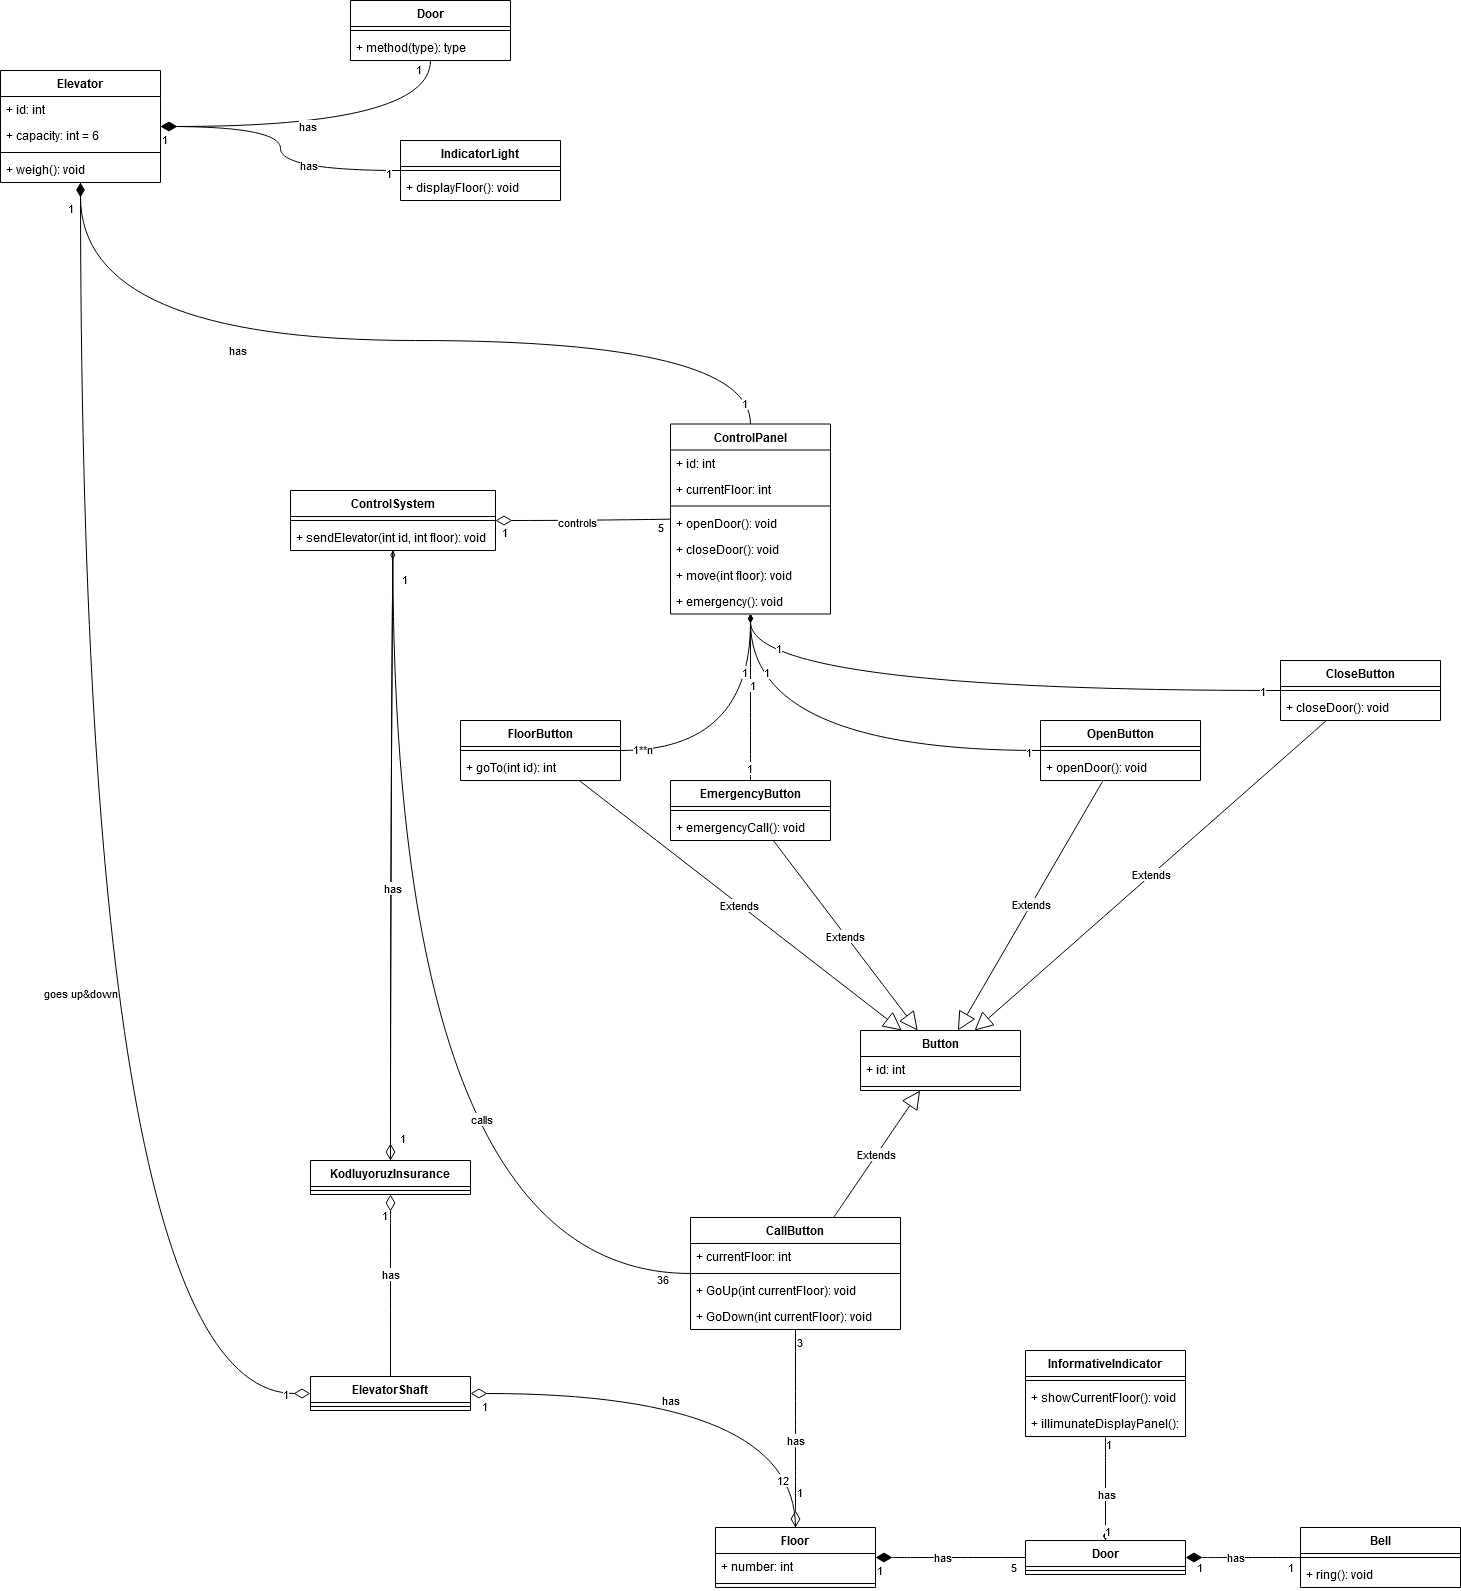 Door
+ method(type): type
1
Elevator
+ id: int
+ capacity: int = 6
+ weigh(): void
1
has
has
IndicatorLight
+ displayFloor(): void
1
1
has
1
ControlPanel
+ id: int
+ currentFloor: int
+ openDoor(): void
+ closeDoor(): void
+ move(int floor): void
+ emergency(): void
ControlSystem
+ sendElevator(int id, int floor): void
1
controls
5
1
1
1
1
1
CloseButton
+ closeDoor(): void
1
FloorButton
+ goTo(int id): int
1**n
OpenButton
+ openDoor(): void
1
1
EmergencyButton
+ emergencyCall(): void
has
Extends
Extends
Extends
Extends
goes up&down
Button
+ id: int
calls
1
Extends
KodluyoruzInsurance
1
CallButton
+ currentFloor: int
+ GoUp(int currentFloor): void
+ GoDown(int currentFloor): void
36
has
3
InformativeIndicator
+ showCurrentFloor(): void
+ illimunateDisplayPanel():
1
ElevatorShaft
1
1
has
has
12
1
has
1
Floor
+ number: int
1
has
5
Door
1
has
1
Bell
+ ring(): void